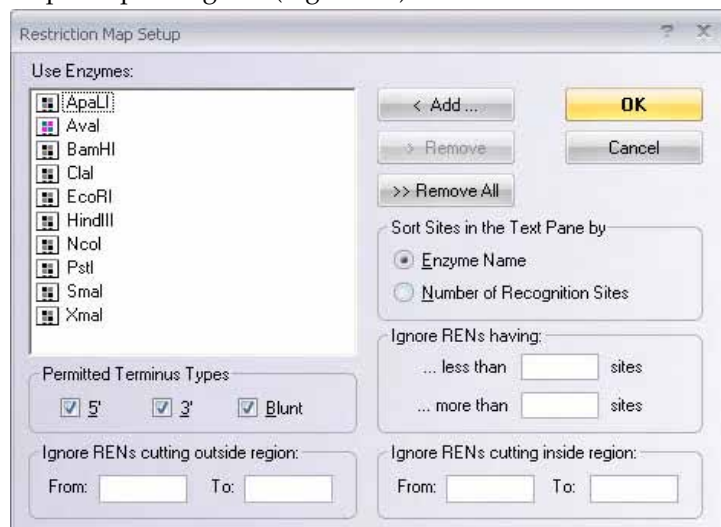 Restriction Map Setup ? X
Use Enzymes:
ApaLI
AvaI
BamHI
ClaI
EcoRI
HindIII
NcoI
PstI
SmaI
XmaI
< Add ...
OK
> Remove
Cancel
>> Remove All
Sort Sites in the Text Pane by
Enzyme Name
Number of Recognition Sites
Ignore RENs having:
... less than sites
... more than sites
Permitted Terminus Types
5' 3' Blunt
Ignore RENs cutting outside region:
From: To:
Ignore RENs cutting inside region:
From: To: